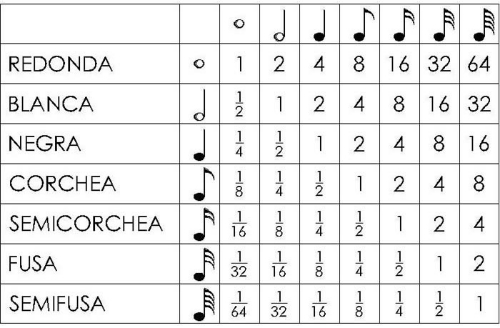 REDONDA 1 2 4 8 16 32 64
BLANCA 1/2 1 2 4 8 16 32
NEGRA 1/4 1/2 1 2 4 8 16
CORCHEA 1/8 1/4 1/2 1 2 4 8
SEMICORCHEA 1/16 1/8 1/4 1/2 1 2 4
FUSA 1/32 1/16 1/8 1/4 1/2 1 2
SEMIFUSA 1/64 1/32 1/16 1/8 1/4 1/2 1